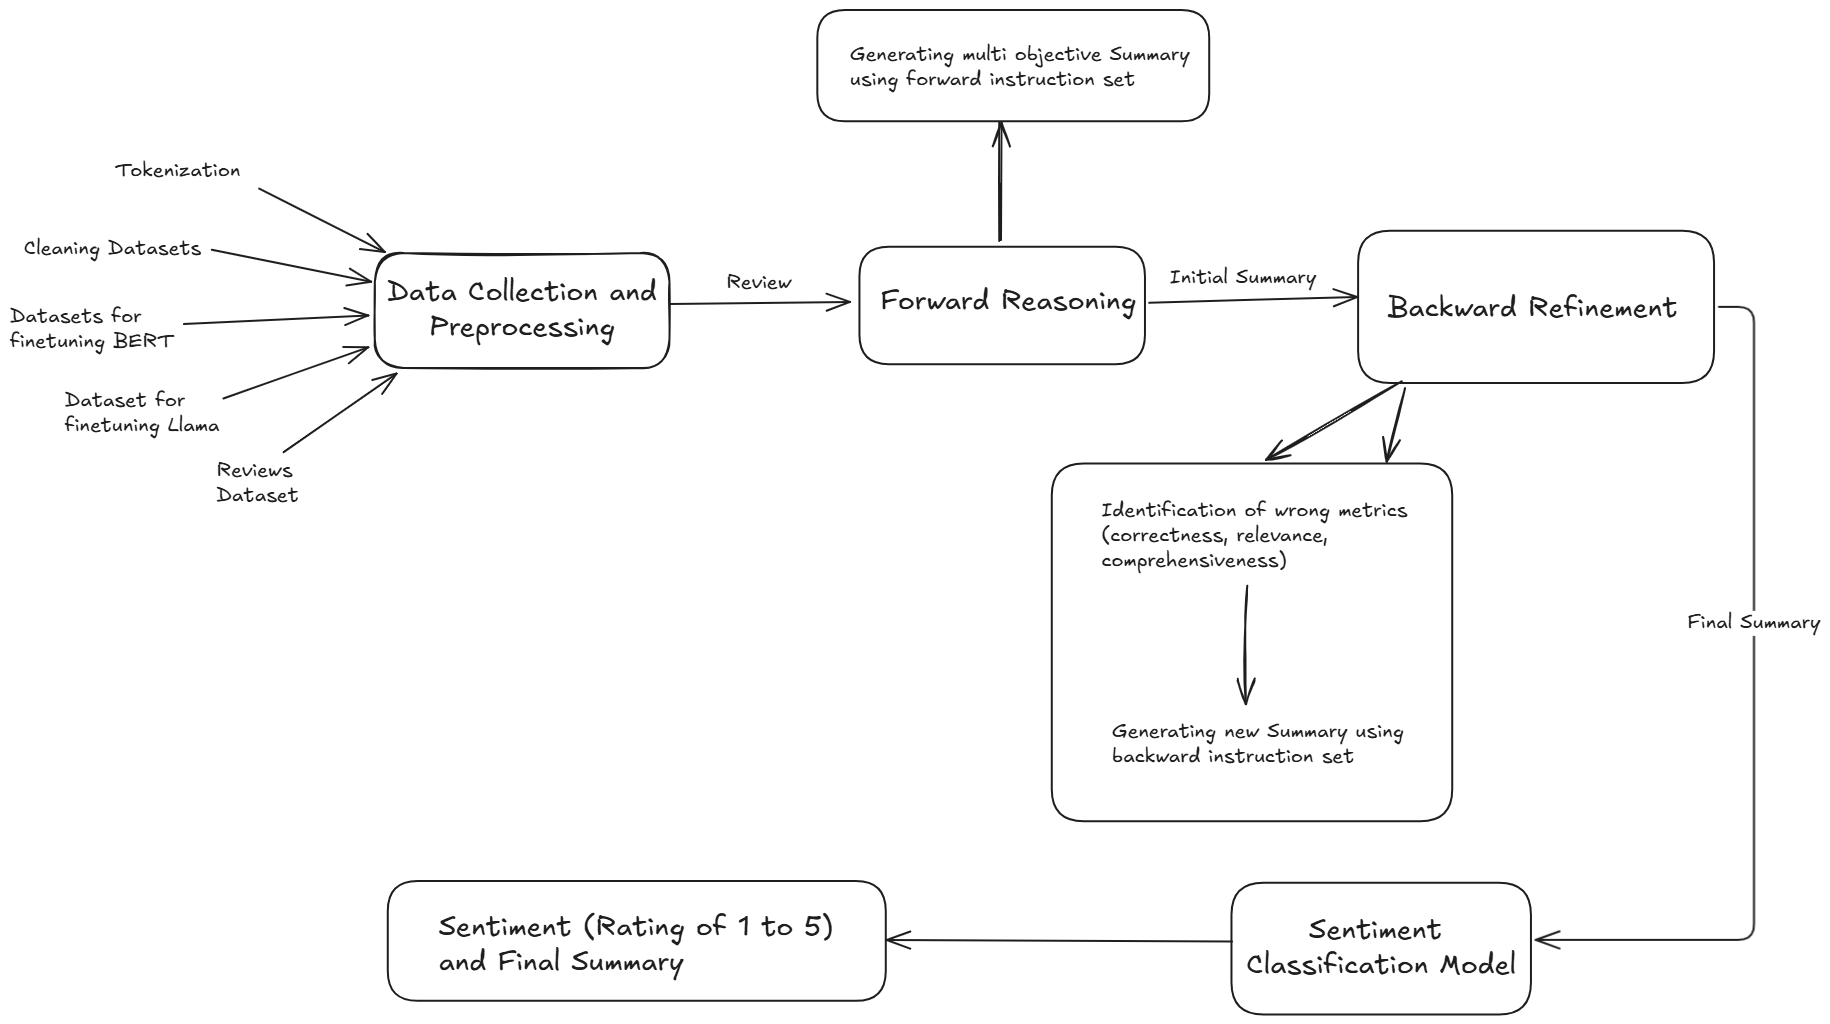 Generating multi objective Summary
using forward instruction set
Tokenization
Cleaning Datasets
Datasets for
finetuning BERT
Dataset for
finetuning Llama
Reviews
Dataset
Data Collection and
Preprocessing
Review
Forward Reasoning
Initial Summary
Backward Refinement
Identification of wrong metrics
(correctness, relevance,
comprehensiveness)
Generating new Summary using
backward instruction set
Final Summary
Sentiment
Classification Model
Sentiment (Rating of 1 to 5)
and Final Summary